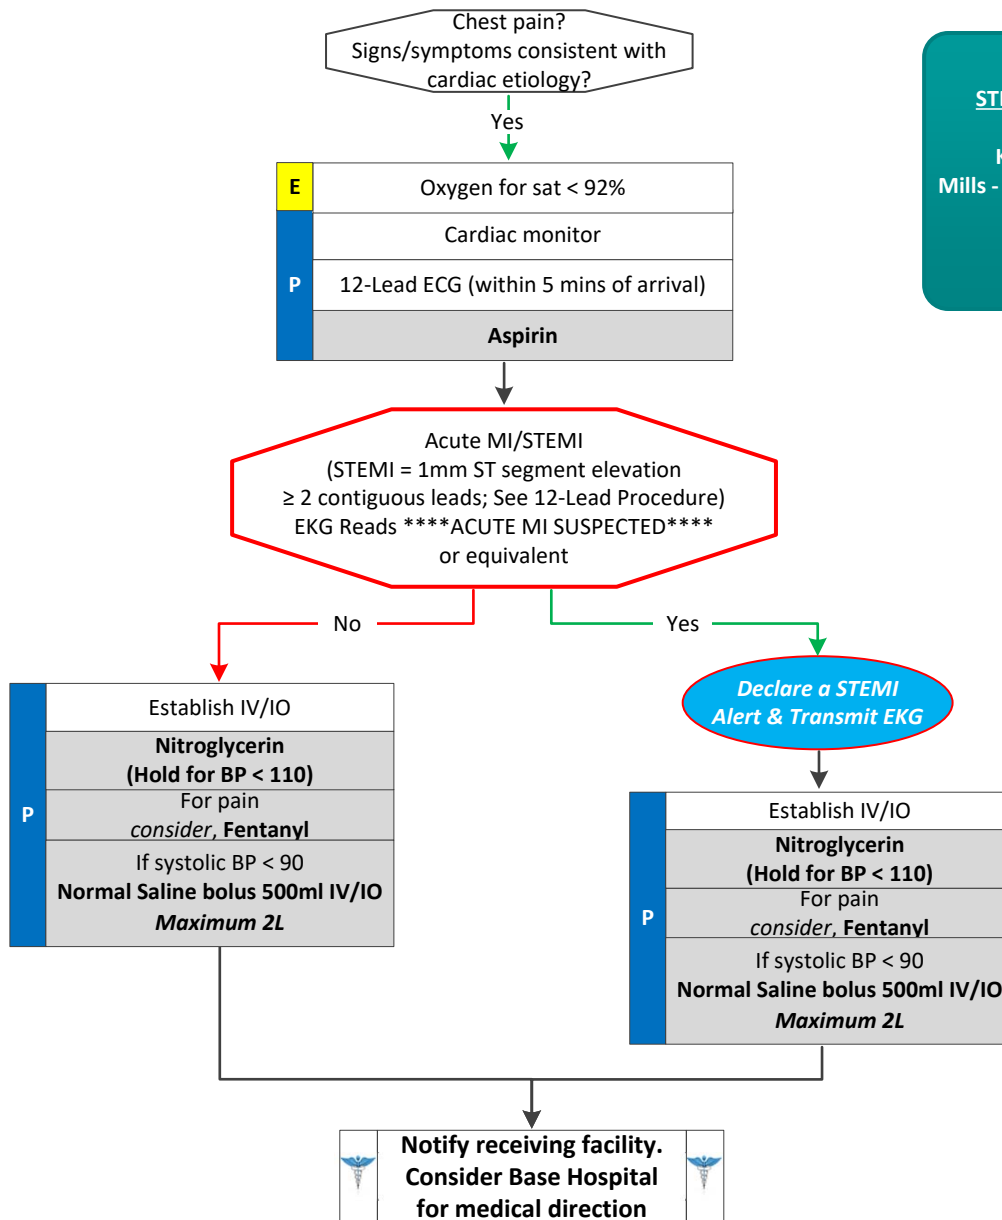 Chest pain?
Signs/symptoms consistent with
cardiac etiology?
Yes
E
Oxygen for sat < 92%
Cardiac monitor
P
12-Lead ECG (within 5 mins of arrival)
Aspirin
Acute MI/STEMI
(STEMI = 1mm ST segment elevation
≥ 2 contiguous leads; See 12-Lead Procedure)
EKG Reads ****ACUTE MI SUSPECTED****
or equivalent
No
Yes
Establish IV/IO
Nitroglycerin
(Hold for BP < 110)
P
For pain
consider, Fentanyl
If systolic BP < 90
Normal Saline bolus 500ml IV/IO
Maximum 2L
Declare a STEMI
Alert & Transmit EKG
Establish IV/IO
Nitroglycerin
(Hold for BP < 110)
P
For pain
consider, Fentanyl
If systolic BP < 90
Normal Saline bolus 500ml IV/IO
Maximum 2L
Notify receiving facility.
Consider Base Hospital
for medical direction
Mills -